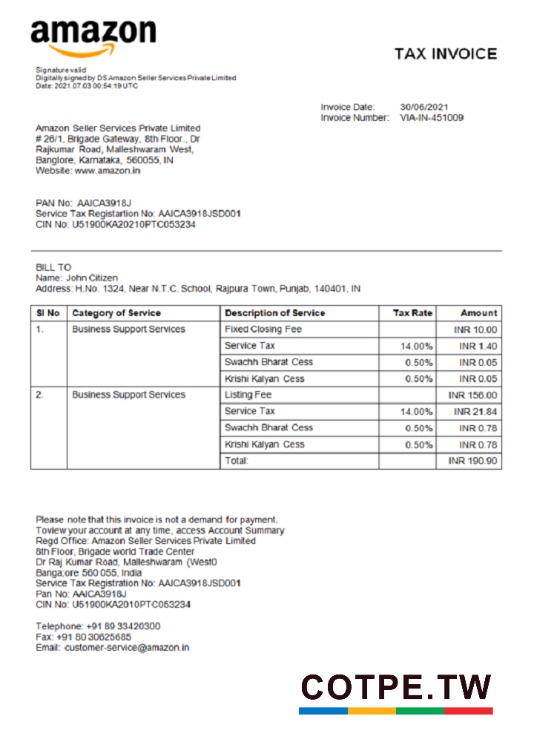 amazon
TAX INVOICE
Signature valid
Digitally signed by DS Amazon Seller Services Private Limited
Date: 2021.07.03 00:54:19 UTC
Invoice Date: 30/06/2021
Invoice Number: VIA-IN-451009
Amazon Seller Services Private Limited
# 26/1, Brigade Gateway, 8th Floor., Dr
Rajkumar Road, Malleshwaram West,
Banglore, Karnataka, 560055, IN
Website: www.amazon.in
PAN No: AAICA3918J
Service Tax Registartion No: AAICA3918JSD001
CIN No: U51900KA20210PTC053234
BILL TO
Name: John Citizen
Address: H.No. 1324, Near N.T.C. School, Rajpura Town, Punjab, 140401, IN
SI No Category of Service Description of Service Tax Rate Amount
1. Business Support Services Fixed Closing Fee INR 10.00
Service Tax 14.00% INR 1.40
Swachh Bharat Cess 0.50% INR 0.05
Krishi Kalyan Cess 0.50% INR 0.05
2. Business Support Services Listing Fee INR 156.00
Service Tax 14.00% INR 21.84
Swachh Bharat Cess 0.50% INR 0.78
Krishi Kalyan Cess 0.50% INR 0.78
Total: INR 190.90
Please note that this invoice is not a demand for payment.
Toview your account at any time, access Account Summary
Regd Office: Amazon Seller Services Private Limited
8th Floor, Brigade world Trade Center
Dr Raj Kumar Road, Malleshwaram (West0
Banga;ore 560 055, India
Service Tax Registration No: AAICA3918JSD001
Pan No: AAICA3918J
CIN No: U51900KA2010PTC053234
Telephone: +91 89 33420300
Fax: +91 80 30625685
Email: customer-service@amazon.in
COTPE.TW